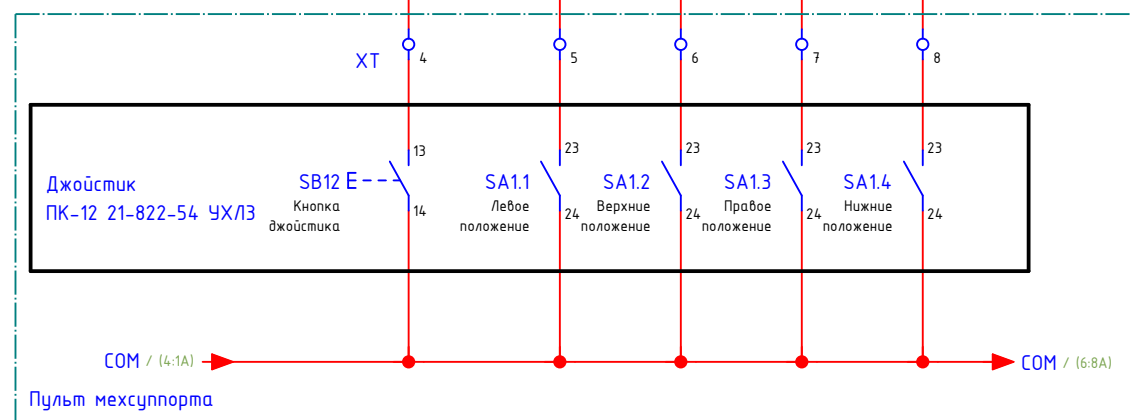 XT
4
5
6
7
8
Джойстик
ПК-12 21-822-54 УХЛ3
SB12
Кнопка
джойстика
13
14
SA1.1
Левое
положение
23
24
SA1.2
Верхние
положение
23
24
SA1.3
Правое
положение
23
24
SA1.4
Нижние
положение
23
24
COM / (4:1A)
COM / (6:8A)
Пульт мехсуппорта